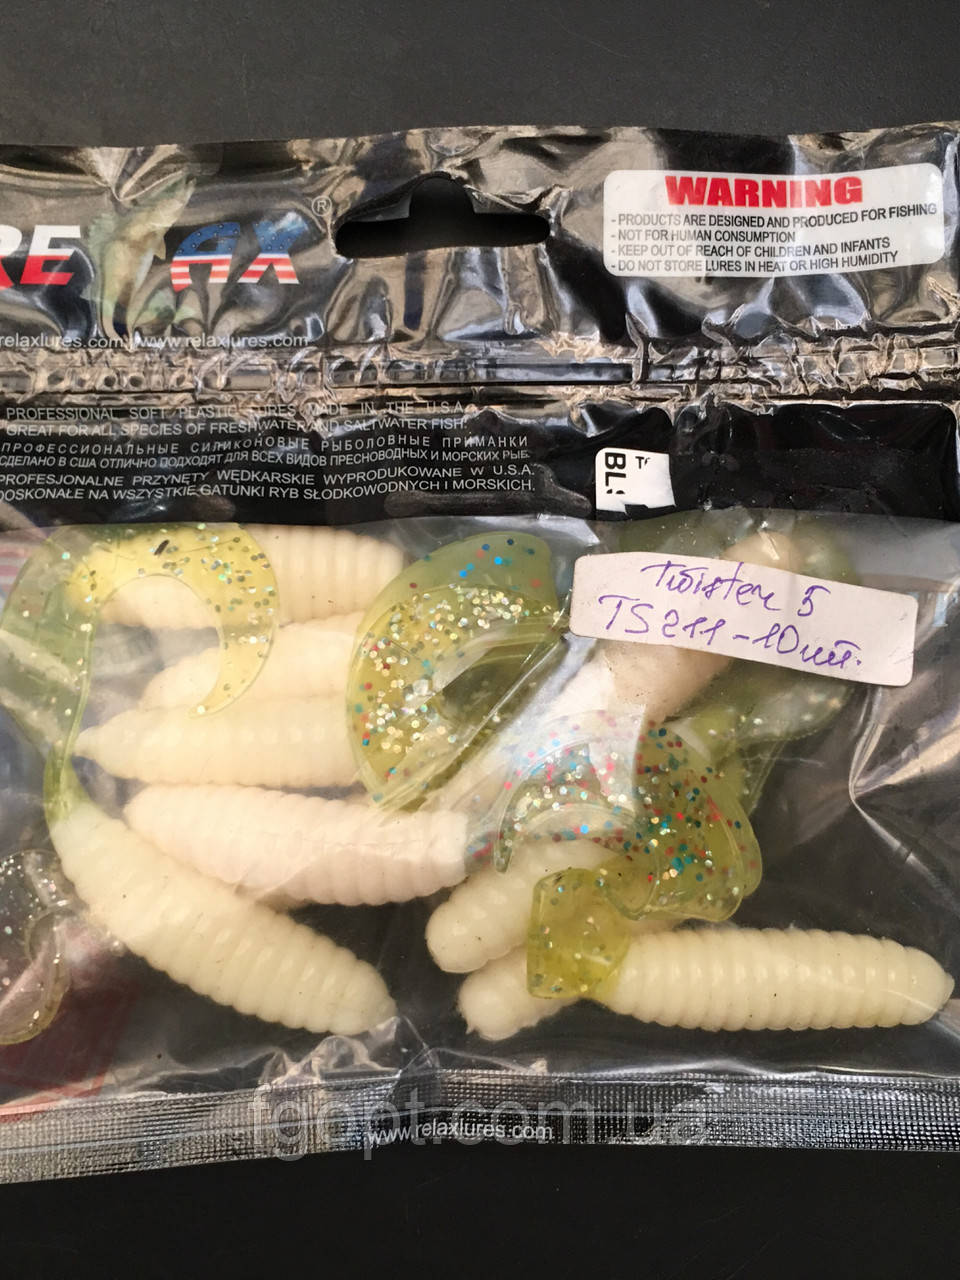 RE AX®
WARNING
- PRODUCTS ARE DESIGNED AND PRODUCED FOR FISHING
- NOT FOR HUMAN CONSUMPTION
- KEEP OUT OF REACH OF CHILDREN AND INFANTS
- DO NOT STORE LURES IN HEAT OR HIGH HUMIDITY
relaxlures.com www.relaxlures.com
PROFESSIONAL SOFT PLASTIC LURES MADE IN THE U.S.A.
GREAT FOR ALL SPECIES OF FRESHWATER AND SALTWATER FISH.
ПРОФЕССИОНАЛЬНЫЕ СИЛИКОНОВЫЕ РЫБОЛОВНЫЕ ПРИМАНКИ
СДЕЛАНО В США ОТЛИЧНО ПОДХОДЯТ ДЛЯ ВСЕХ ВИДОВ ПРЕСНОВОДНЫХ И МОРСКИХ РЫБ.
PROFESJONALNE PRZYNĘTY WĘDKARSKIE WYPRODUKOWANE W U.S.A.
DOSKONAŁE NA WSZYSTKIE GATUNKI RYB SŁODKOWODNYCH I MORSKICH.
Twister 5
TS211-10шт.
fgopt.com.ua
www.relaxlures.com